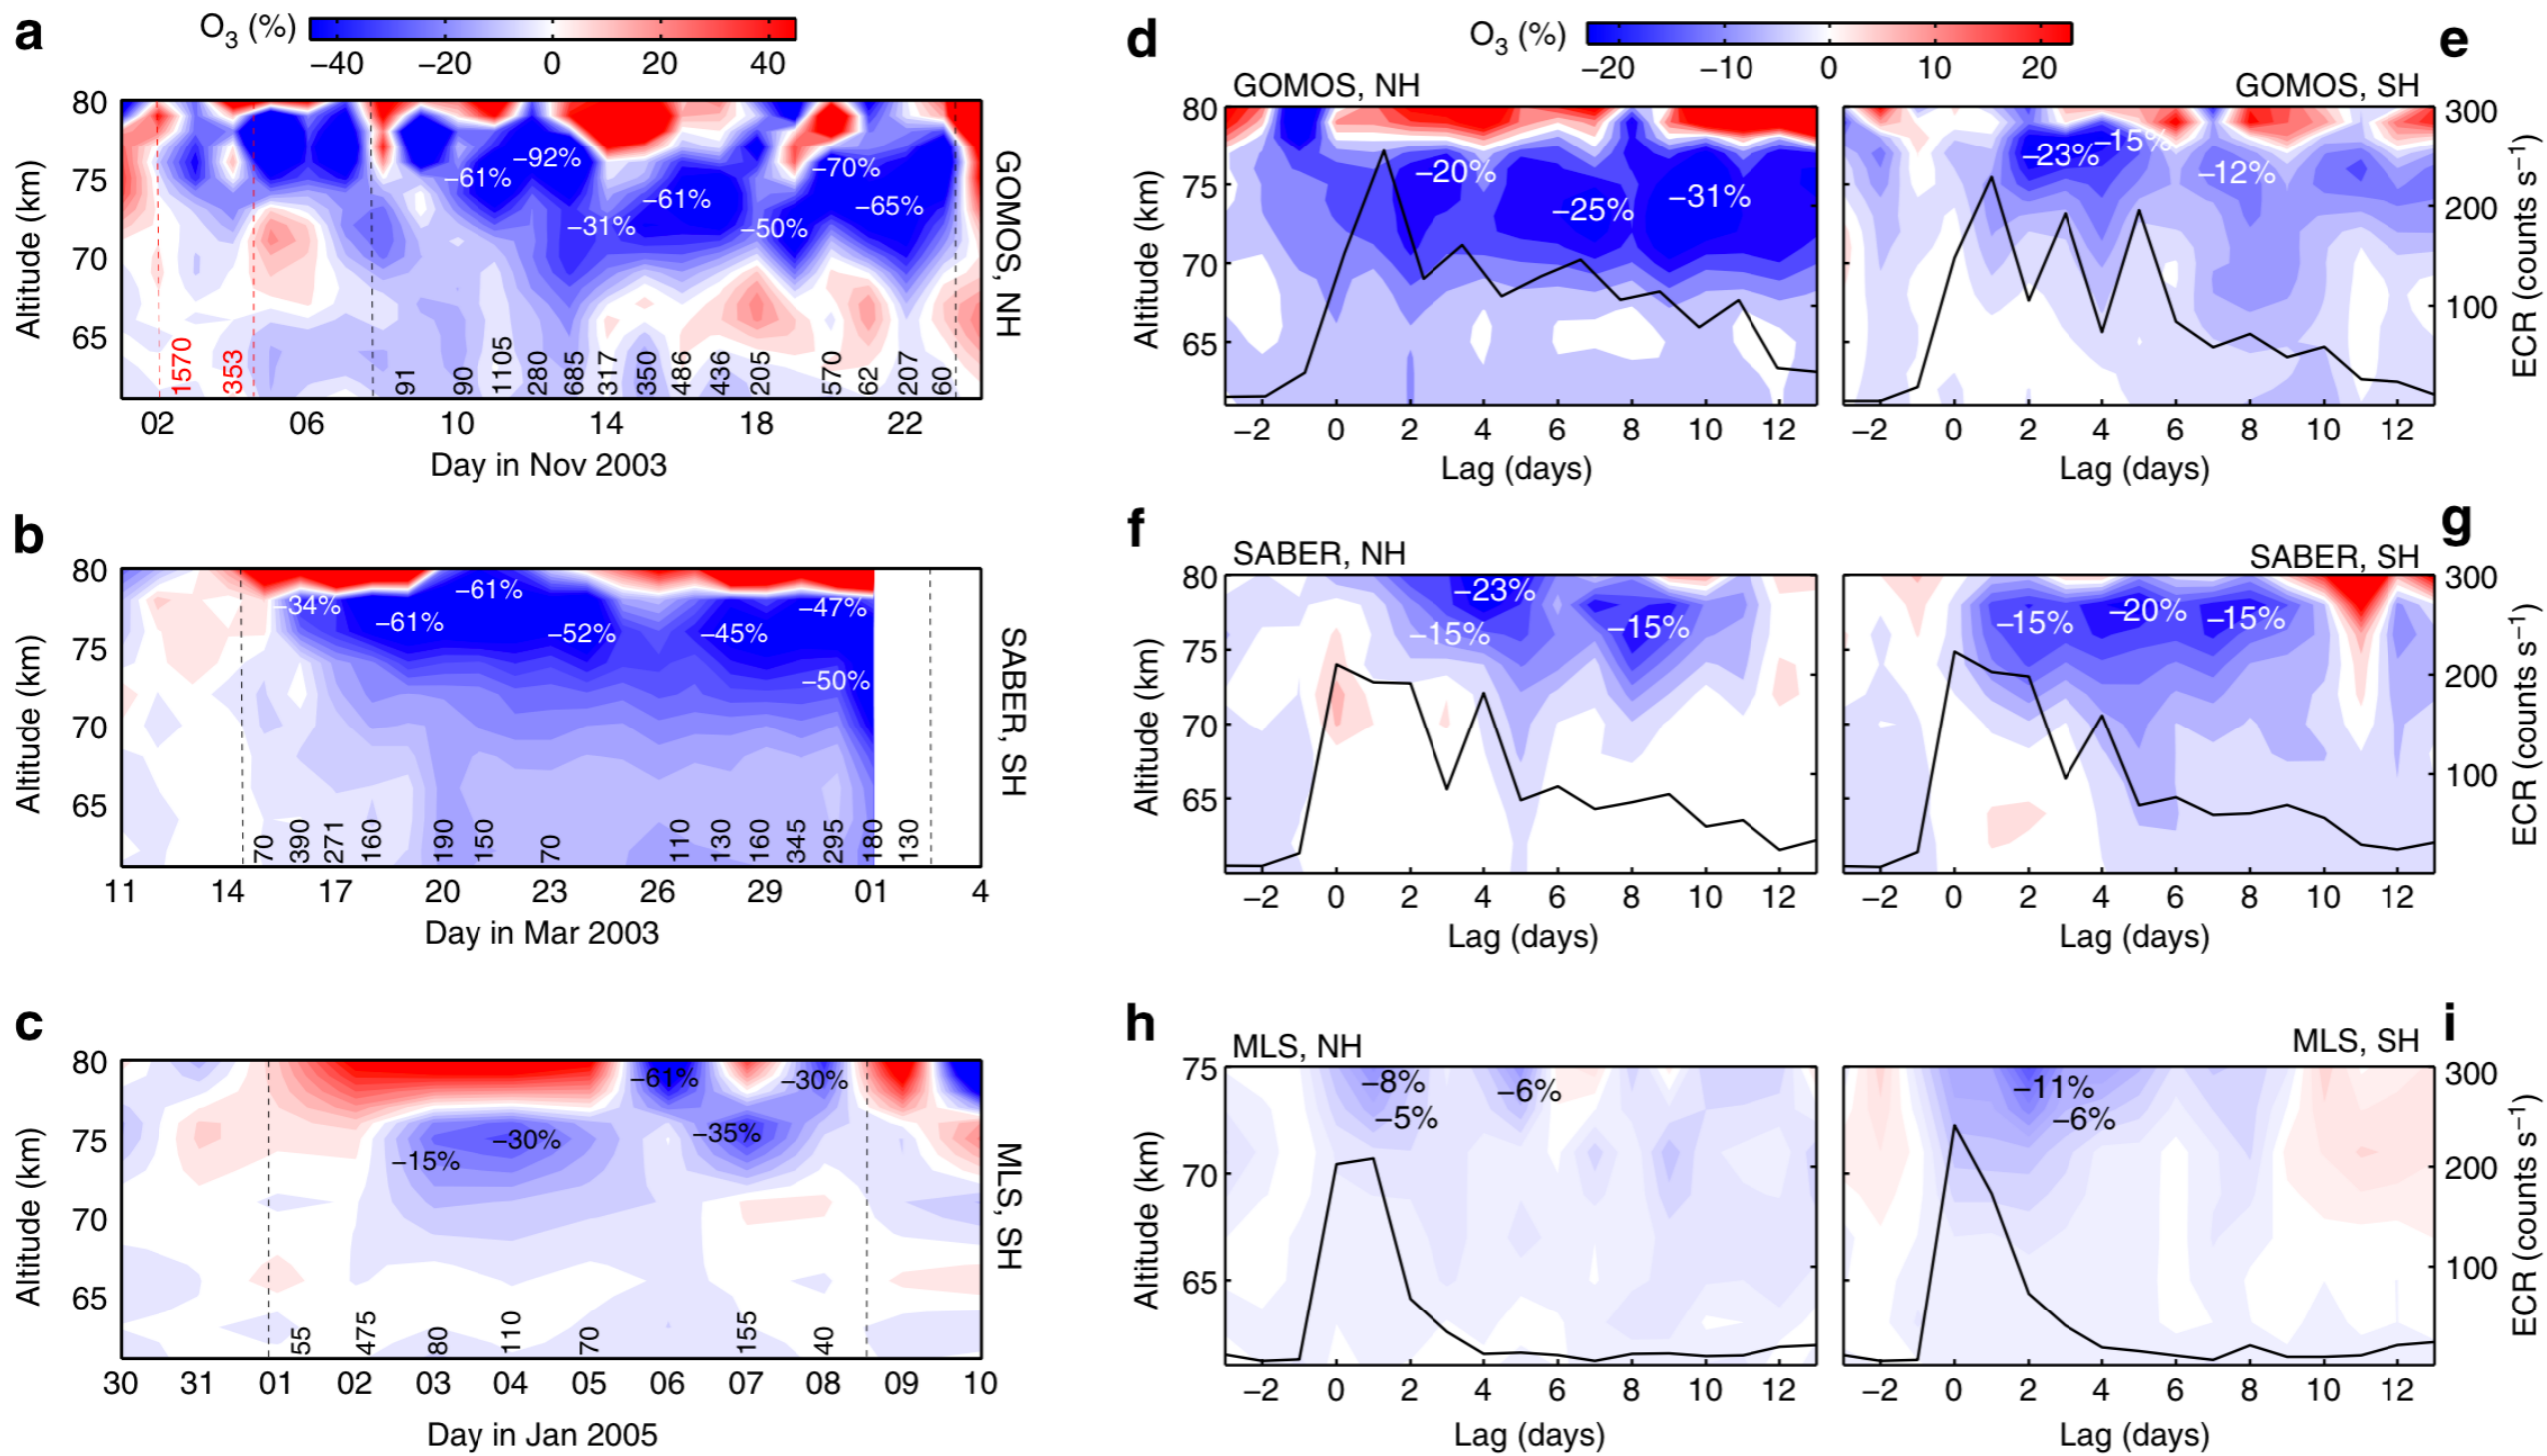 a
O3 (%)
−40 −20 0 20 40
80
75
70
65
Altitude (km)
−92%
−61%
−70%
−61%
−65%
−31%
−50%
1570
353
91
90
1105
280
685
317
350
486
436
205
570
62
207
60
02 06 10 14 18 22
Day in Nov 2003
GOMOS, NH
b
80
75
70
65
Altitude (km)
−61%
−34%
−47%
−61%
−52%
−45%
−50%
70
390
271
160
190
150
70
110
130
160
345
295
180
130
11 14 17 20 23 26 29 01 4
Day in Mar 2003
SABER, SH
c
80
75
70
65
Altitude (km)
−61%
−30%
−30%
−35%
−15%
55
475
80
110
70
155
40
30 31 01 02 03 04 05 06 07 08 09 10
Day in Jan 2005
MLS, SH
d
O3 (%)
−20 −10 0 10 20
GOMOS, NH
80
75
70
65
Altitude (km)
−20%
−25%
−31%
−2 0 2 4 6 8 10 12
Lag (days)
e
GOMOS, SH
−15%
−23%
−12%
300
200
100
ECR (counts s−1)
−2 0 2 4 6 8 10 12
Lag (days)
f
SABER, NH
80
75
70
65
Altitude (km)
−23%
−15%
−15%
−2 0 2 4 6 8 10 12
Lag (days)
g
SABER, SH
−15%
−20%
−15%
300
200
100
ECR (counts s−1)
−2 0 2 4 6 8 10 12
Lag (days)
h
MLS, NH
75
70
65
Altitude (km)
−8%
−6%
−5%
−2 0 2 4 6 8 10 12
Lag (days)
i
MLS, SH
−11%
−6%
300
200
100
ECR (counts s−1)
−2 0 2 4 6 8 10 12
Lag (days)